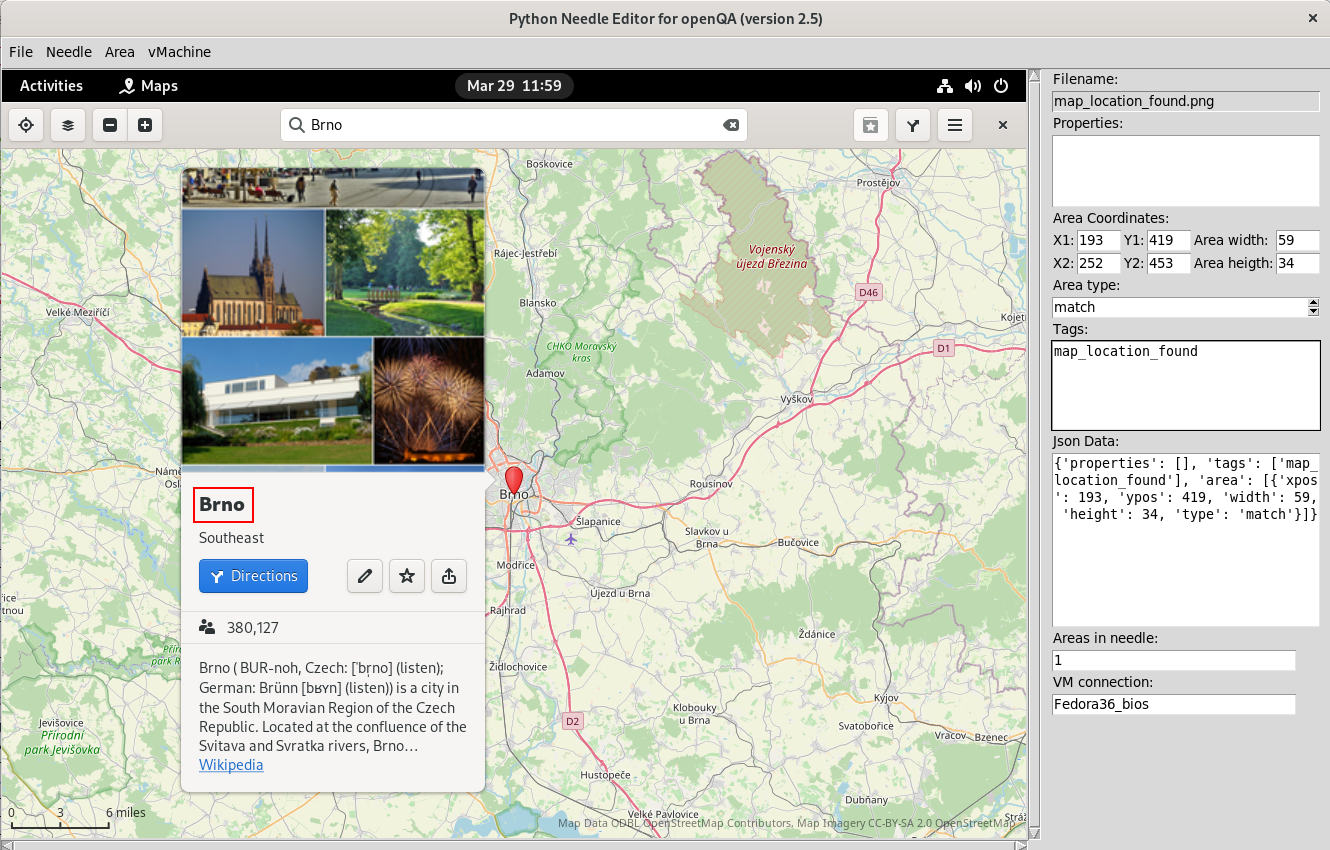 Python Needle Editor for openQA (version 2.5)
File Needle Area vMachine
Activities Maps Mar 29 11:59
Brno
Boskovice
Prostějov
Rájec-Jestřebí
Vojenský
újezd Březina
D46
Velké Meziříčí
Blansko
Kojet
CHKO Moravský
kras
D1
Adamov
Vyškov
Námě
Osla
Rousínov
Brno
Šlapanice
Slavkov u
Brna
Bučovice
Modřice
Újezd u Brna
Rajhrad
Ždánice
Židlochovice
Kyjov
Klobouky
u Brna
D2
Svatobořice
Vracov
Bzenec
Jevišovice
Přírodní
park Jevišovka
Hustopeče
Dubňany
Velké Pavlovice
0 3 6 miles
Map Data ODBL OpenStreetMap Contributors, Map Imagery CC-BY-SA 2.0 OpenStreetMap
Brno
Southeast
Directions
380,127
Brno ( BUR-noh, Czech: [ˈbr̩no] (listen);
German: Brünn [bʁʏn] (listen)) is a city in
the South Moravian Region of the Czech
Republic. Located at the confluence of the
Svitava and Svratka rivers, Brno…
Wikipedia
Filename:
map_location_found.png
Properties:
Area Coordinates:
X1: 193 Y1: 419 Area width: 59
X2: 252 Y2: 453 Area heigth: 34
Area type:
match
Tags:
map_location_found
Json Data:
{'properties': [], 'tags': ['map_
location_found'], 'area': [{'xpos
': 193, 'ypos': 419, 'width': 59,
'height': 34, 'type': 'match'}]}
Areas in needle:
1
VM connection:
Fedora36_bios